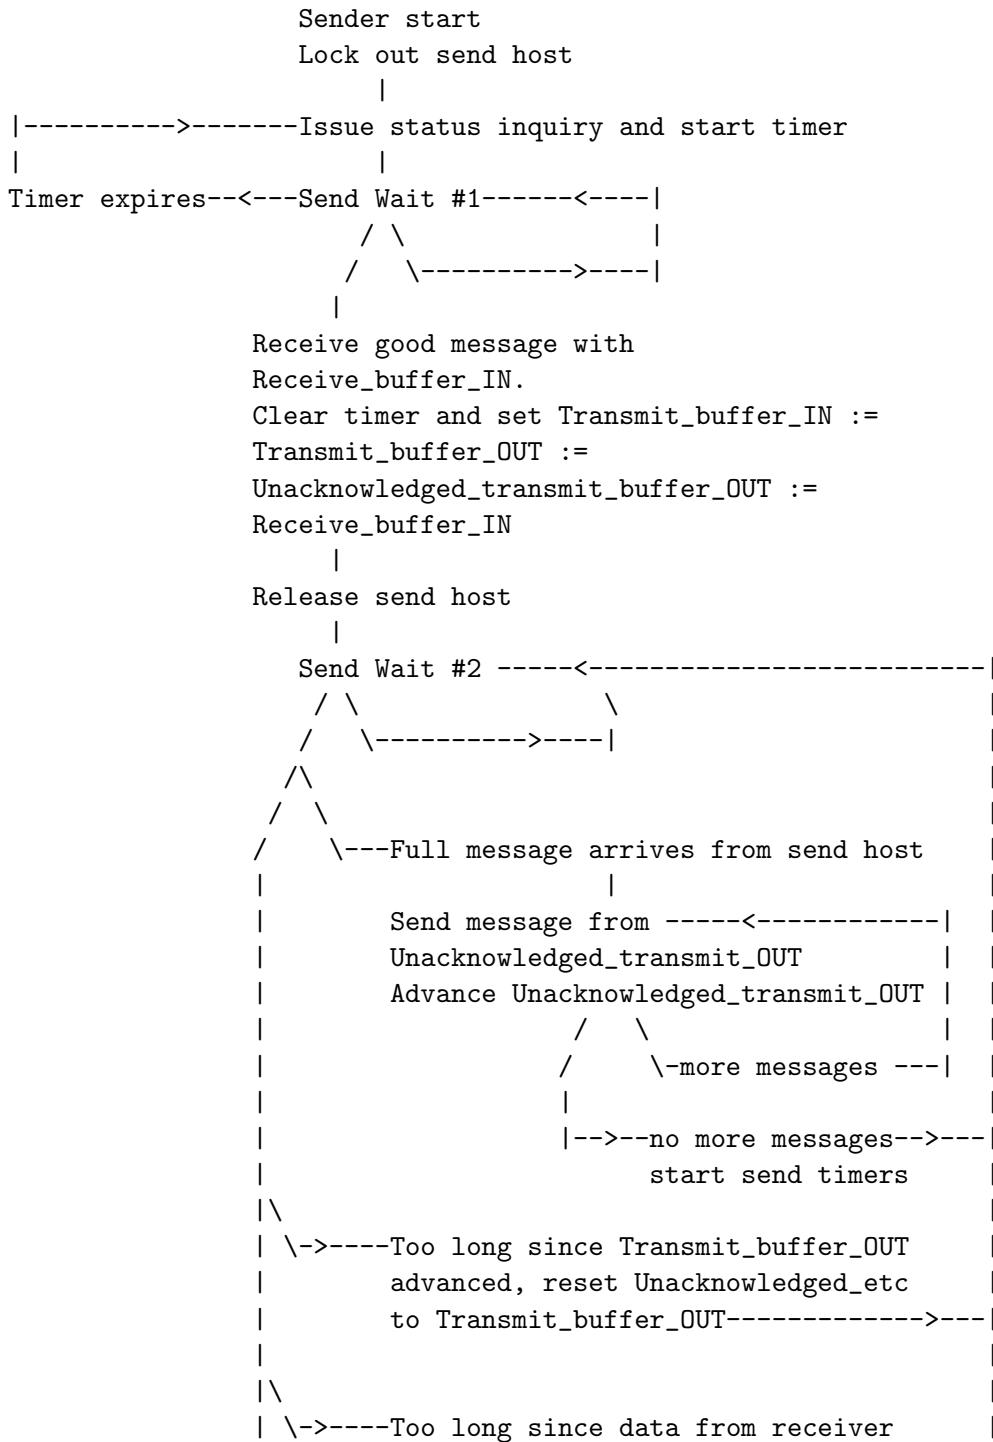 Sender start
                   Lock out send host
                        |
|---------->-------Issue status inquiry and start timer
|                       |
Timer expires--<---Send Wait #1------<----|
                       / \                |
                      /   \---------->----|
                     |
                Receive good message with
                Receive_buffer_IN.
                Clear timer and set Transmit_buffer_IN :=
                Transmit_buffer_OUT :=
                Unacknowledged_transmit_buffer_OUT :=
                Receive_buffer_IN
                     |
                Release send host
                     |
                   Send Wait #2 -----<--------------------------|
                    / \                \                        |
                   /   \---------->----|                        |
                  /\                                            |
                 /  \                                           |
                /    \---Full message arrives from send host    |
                |                      |                        |
                |        Send message from -----<------------|  |
                |        Unacknowledged_transmit_OUT         |  |
                |        Advance Unacknowledged_transmit_OUT |  |
                |                    /   \                   |  |
                |                   /     \-more messages ---|  |
                |                   |                           |
                |                   |-->--no more messages-->---|
                |                         start send timers     |
                |\                                              |
                | \->----Too long since Transmit_buffer_OUT     |
                |        advanced, reset Unacknowledged_etc     |
                |        to Transmit_buffer_OUT------------->---|
                |                                               |
                |\                                              |
                | \->----Too long since data from receiver      |